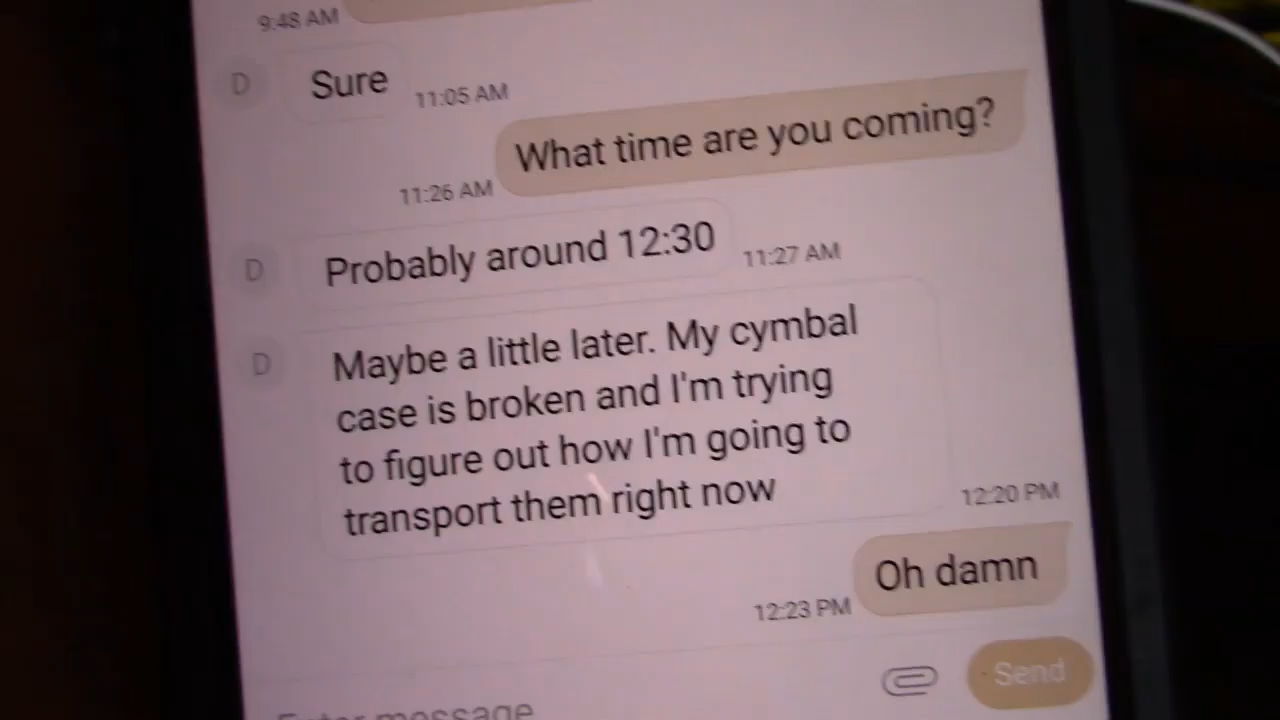 9:48 AM
D
Sure
11:05 AM
What time are you coming?
11:26 AM
D
Probably around 12:30
11:27 AM
D
Maybe a little later. My cymbal
case is broken and I'm trying
to figure out how I'm going to
transport them right now
12:20 PM
Oh damn
12:23 PM
Enter message
Send